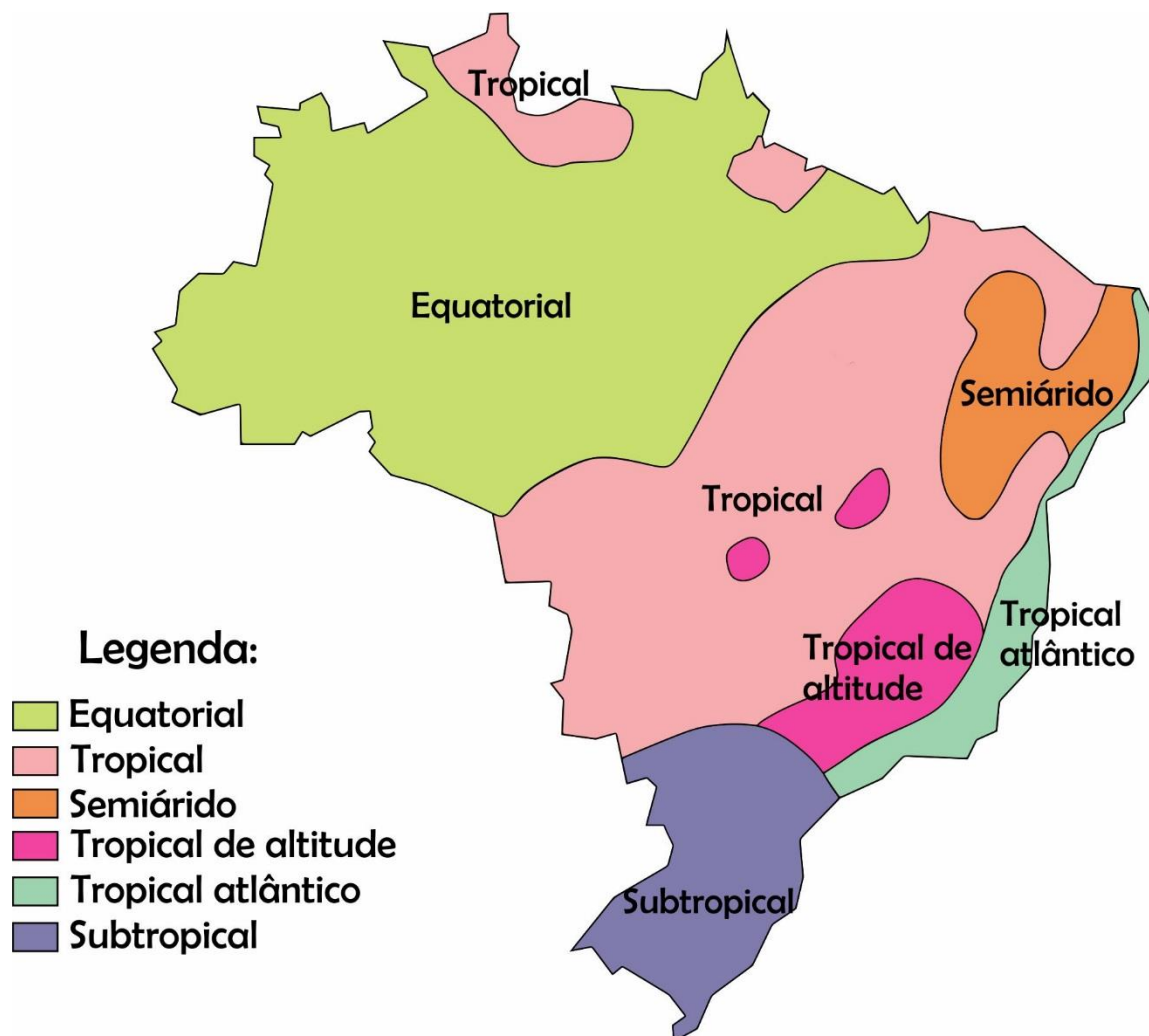 Tropical
Equatorial
Semiárido
Tropical
Tropical
atlântico
Tropical de
altitude
Subtropical
Legenda:
Equatorial
Tropical
Semiárido
Tropical de altitude
Tropical atlântico
Subtropical